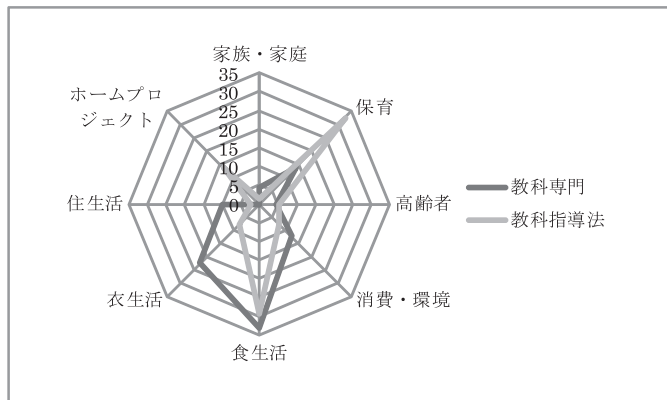 家族・家庭
35
30
25
20
15
10
5
0
保育
高齢者
消費・環境
食生活
衣生活
住生活
ホームプロ
ジェクト
教科専門
教科指導法